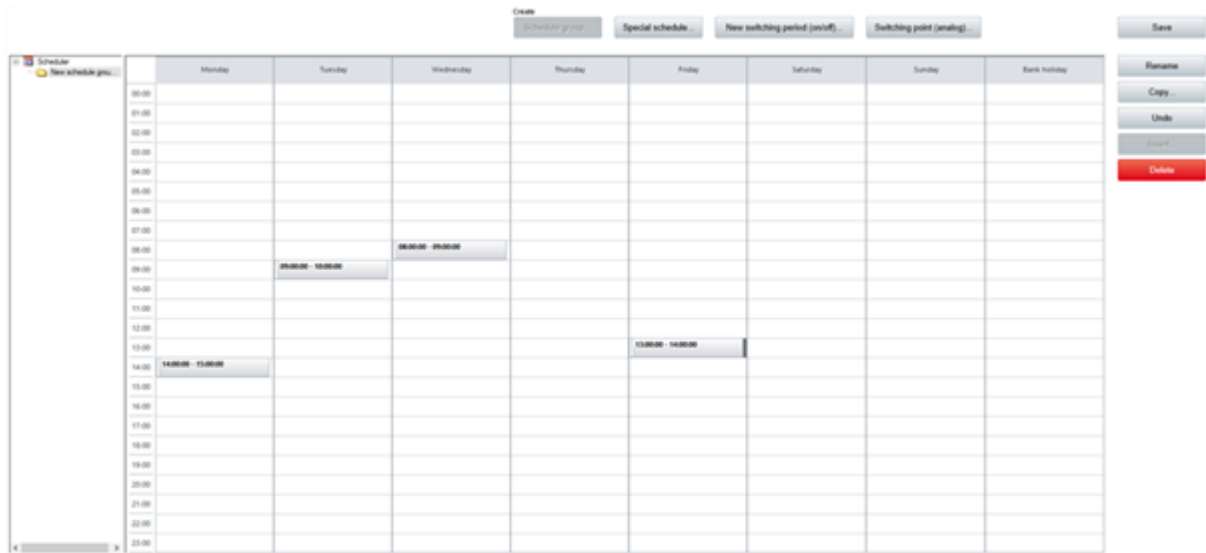 Create
Schedule group...
Special schedule...
New switching period (on/off)...
Switching point (analog)...
Save
Scheduler
New schedule grou...
Monday
Tuesday
Wednesday
Thursday
Friday
Saturday
Sunday
Bank holiday
Rename
Copy...
Undo
Insert...
Delete
00:00
01:00
02:00
03:00
04:00
05:00
06:00
07:00
08:00
08:00:00 - 09:00:00
09:00
09:00:00 - 10:00:00
10:00
11:00
12:00
13:00
13:00:00 - 14:00:00
14:00
14:00:00 - 15:00:00
15:00
16:00
17:00
18:00
19:00
20:00
21:00
22:00
23:00